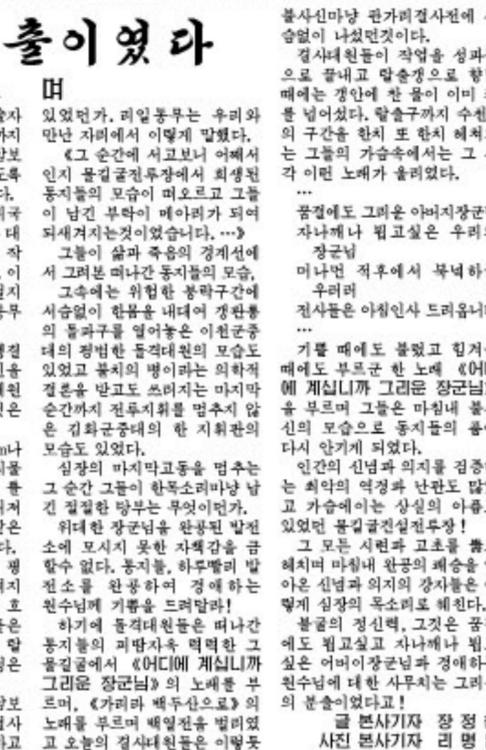 출이였다
며
있었던가. 리일동무는 우리와
만난 자리에서 이렇게 말했다.
《그 순간에 서고보니 어째서
인지 물길굴전투장에서 희생된
동지들의 모습이 떠오르고 그들
이 남긴 부탁이 메아리가 되여
되새겨지는것이였습니다. …》
그들이 삶과 죽음의 경계선에
서 그려본 떠나간 동지들의 모습,
그속에는 위험한 붕락구간에
서슴없이 한몸을 내대여 갱관통
의 돌파구를 열어놓은 이천군중
대의 평범한 돌격대원의 모습도
있었고 불치의 병이라는 의학적
결론을 받고도 쓰러지는 마지막
순간까지 전투지휘를 멈추지 않
은 김화군중대의 한 지휘관의
모습도 있었다.
심장의 마지막고동을 멈추는
그 순간 그들이 한목소리마냥 남
긴 절절한 당부는 무엇이던가.
위대한 장군님을 완공된 발전
소에 모시지 못한 자책감을 금
할수 없다. 동지들, 하루빨리 발
전소를 완공하여 경애하는
원수님께 기쁨을 드려달라!
하기에 돌격대원들은 떠나간
동지들의 피땀자욱 력력한 그
물길굴에서 《어디에 계십니까
그리운 장군님》의 노래를 부
르며, 《가리라 백두산으로》의
노래를 부르며 백열전을 벌리였
고 오늘의 결사대원들은 이렇듯
불사신마냥 판가리결사전에
슴없이 나섰던것이다.
결사대원들이 작업을 성과
으로 끝내고 탈출갱으로 향
때에는 갱안에 찬 물이 이미
를 넘어섰다. 탈출구까지 수천
의 구간을 한치 또 한치 헤쳐
는 그들의 가슴속에서는 그
각 이런 노래가 울리였다.
…
꿈결에도 그리운 아버지장군
자나깨나 뵙고싶은 우리
장군님
머나먼 적후에서 북녘하
우러러
전사들은 아침인사 드리옵니
…
기쁠 때에도 불렀고 힘겨
때에도 부르군 한 노래 《어
에 계십니까 그리운 장군님
을 부르며 그들은 마침내 불
신의 모습으로 동지들의 품
다시 안기게 되였다.
인간의 신념과 의지를 검증
는 최악의 역경과 난관도 많
고 가슴에이는 상실의 아픔
있었던 물길굴건설전투장!
그 모든 시련과 고초를 뚫
헤치며 마침내 완공의 쾌승을
아온 신념과 의지의 강자들은
렇게 심장의 목소리로 헤친다.
불굴의 정신력, 그것은 꿈
에도 뵙고싶고 자나깨나 뵙
싶은 어버이장군님과 경애하
원수님에 대한 사무치는 그리
의 분출이였다고!
글 본사기자 장 정
사진 본사기자 리 명